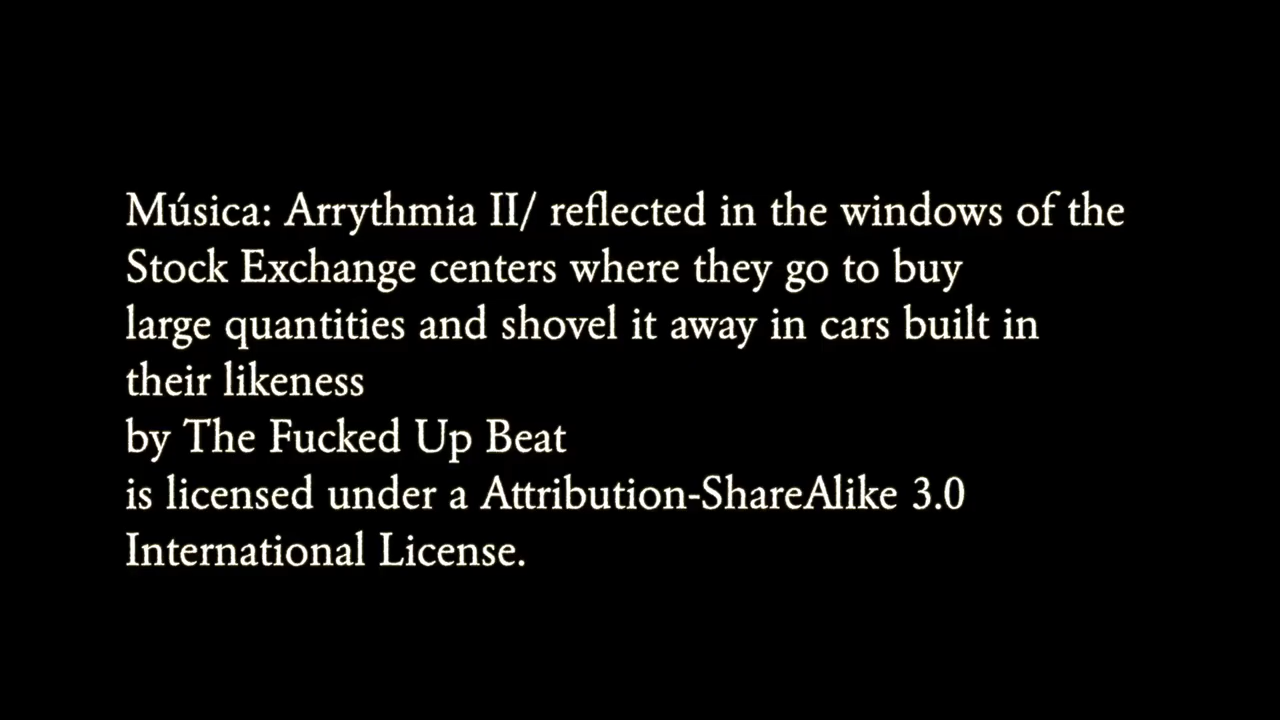 Música: Arrythmia II/ reflected in the windows of the
Stock Exchange centers where they go to buy
large quantities and shovel it away in cars built in
their likeness
by The Fucked Up Beat
is licensed under a Attribution-ShareAlike 3.0
International License.